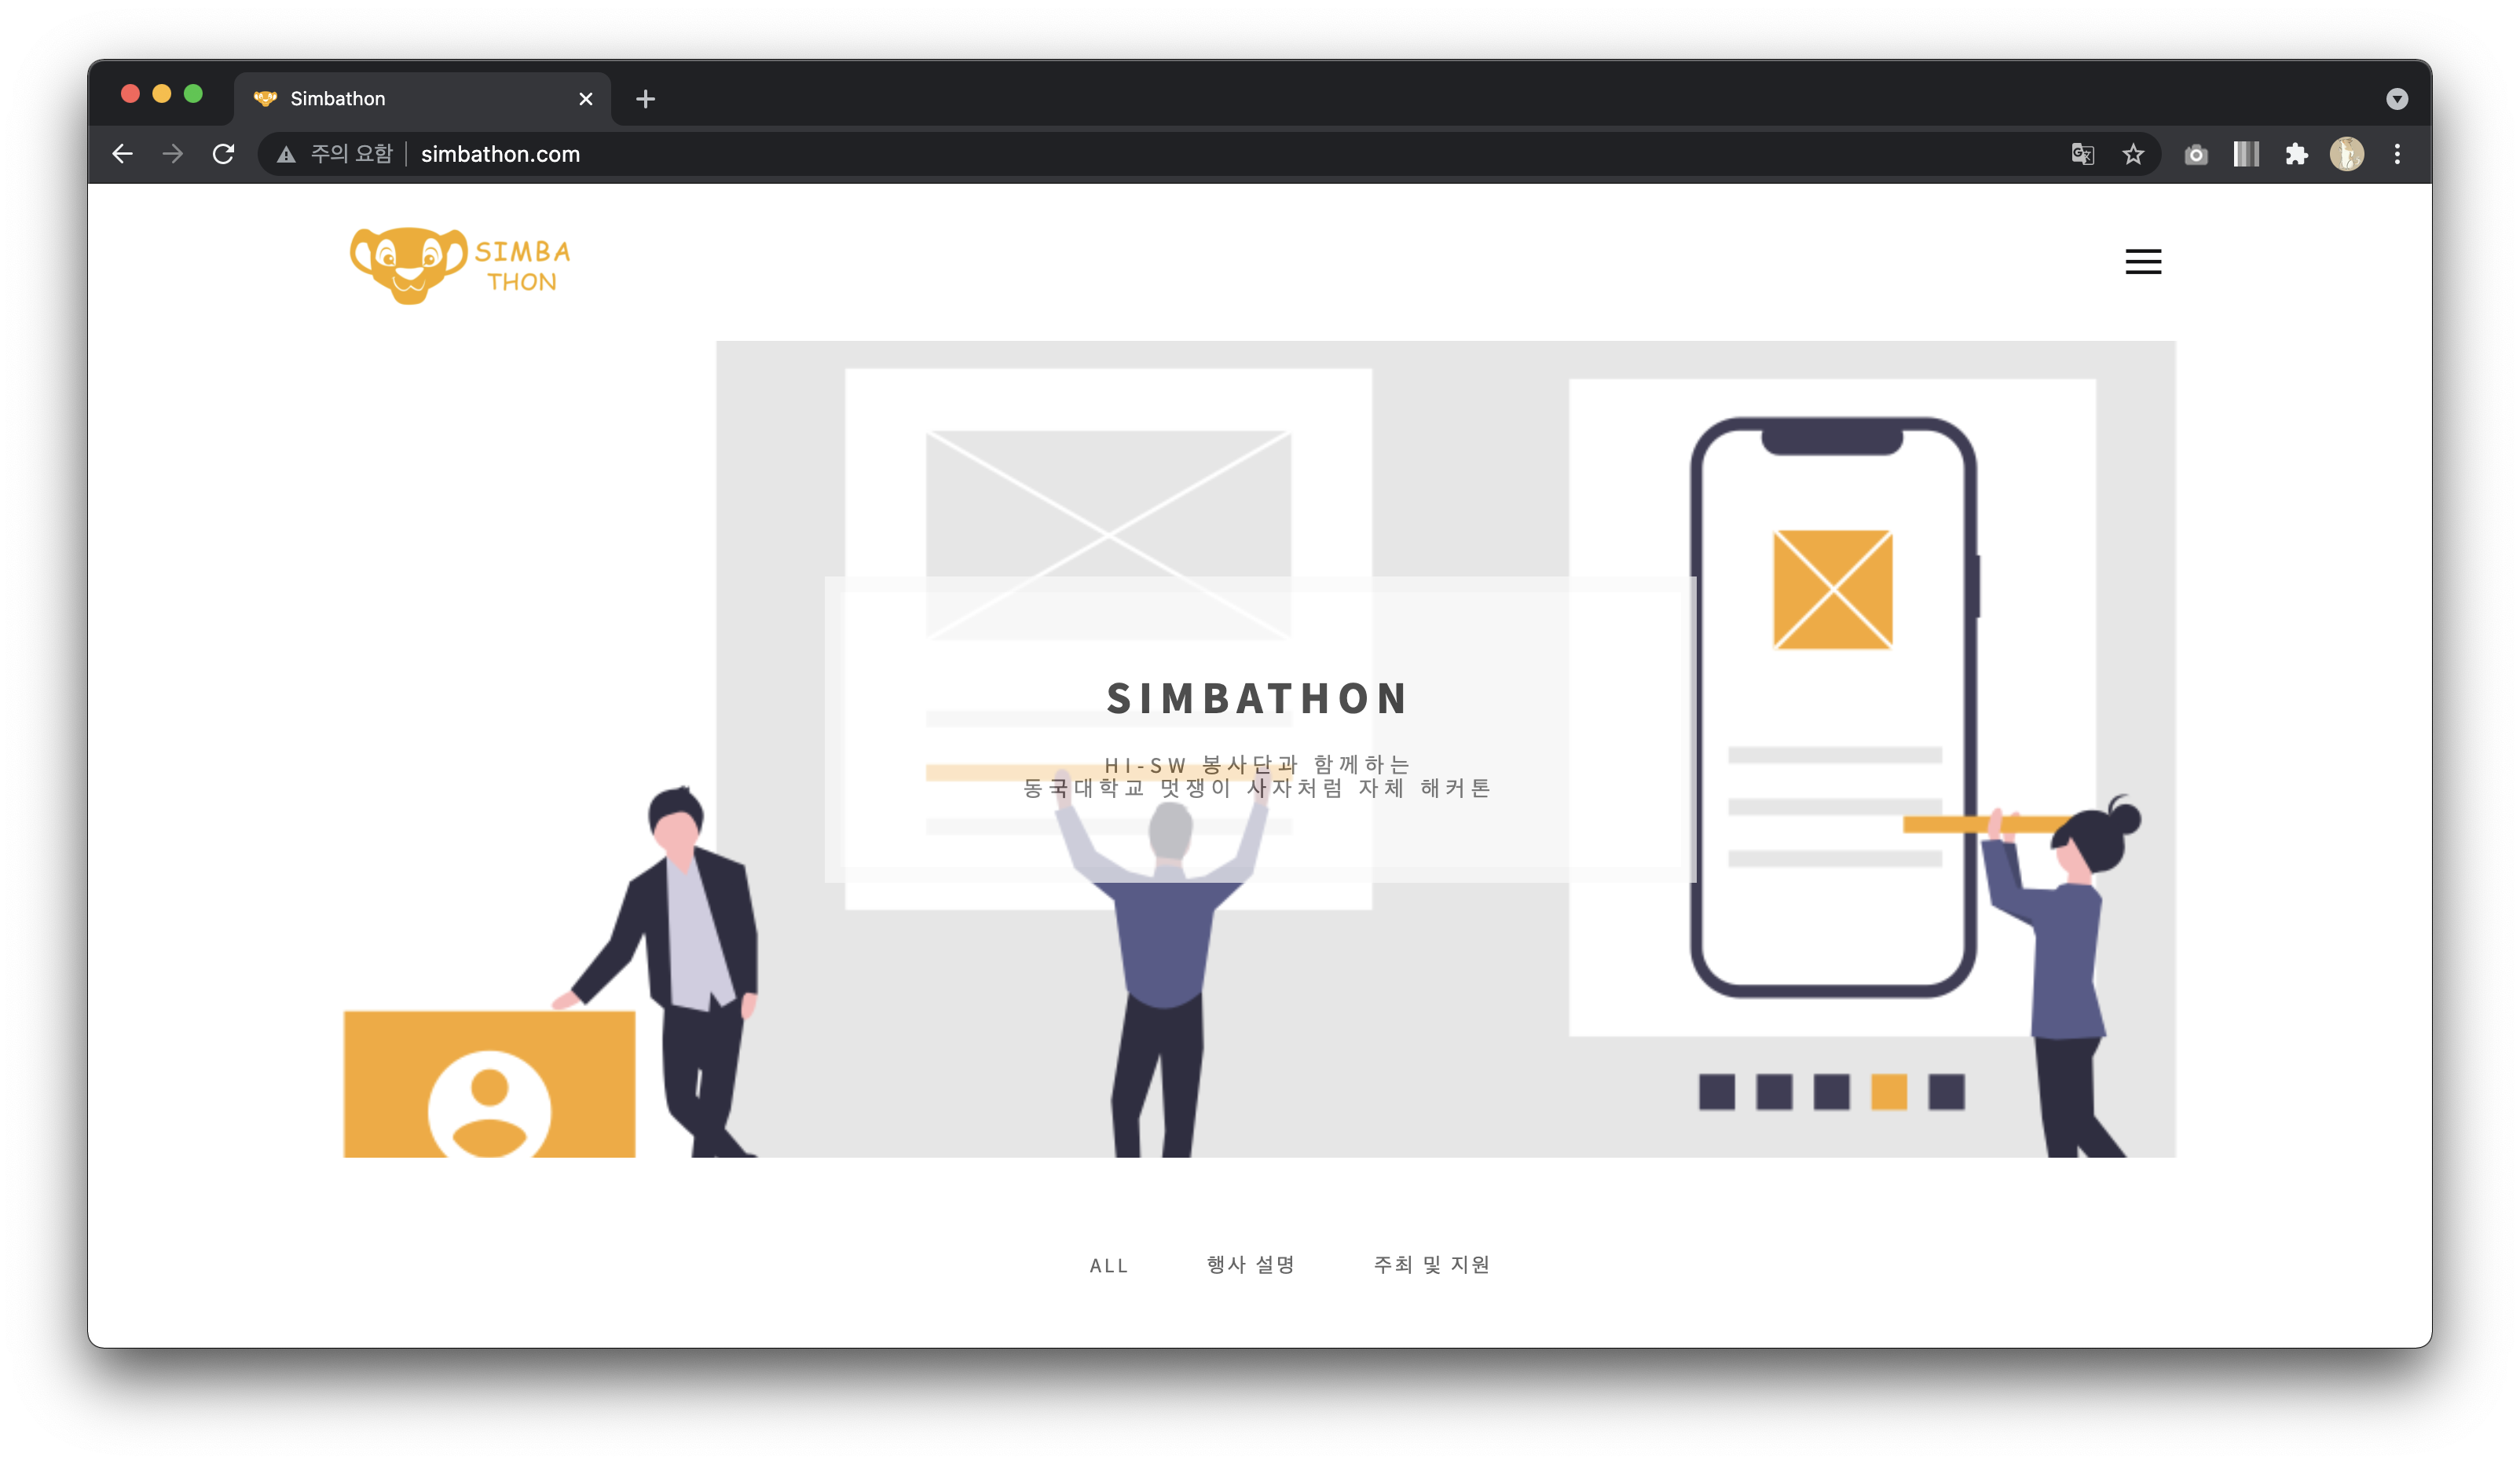 Simbathon
주의 요함 simbathon.com
SIMBA
THON
SIMBATHON
HI-SW 봉사단과 함께하는
동국대학교 멋쟁이 사자처럼 자체 해커톤
ALL 행사 설명 주최 및 지원